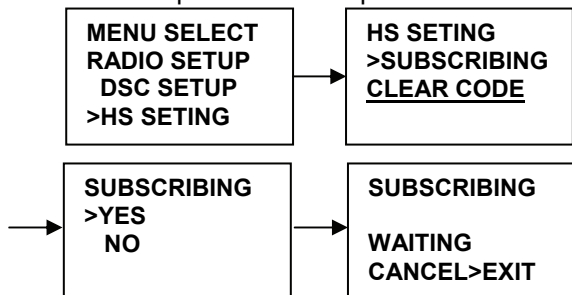 MENU SELECT
RADIO SETUP
DSC SETUP
>HS SETING
HS SETING
>SUBSCRIBING
CLEAR CODE
SUBSCRIBING
>YES
NO
SUBSCRIBING
WAITING
CANCEL>EXIT